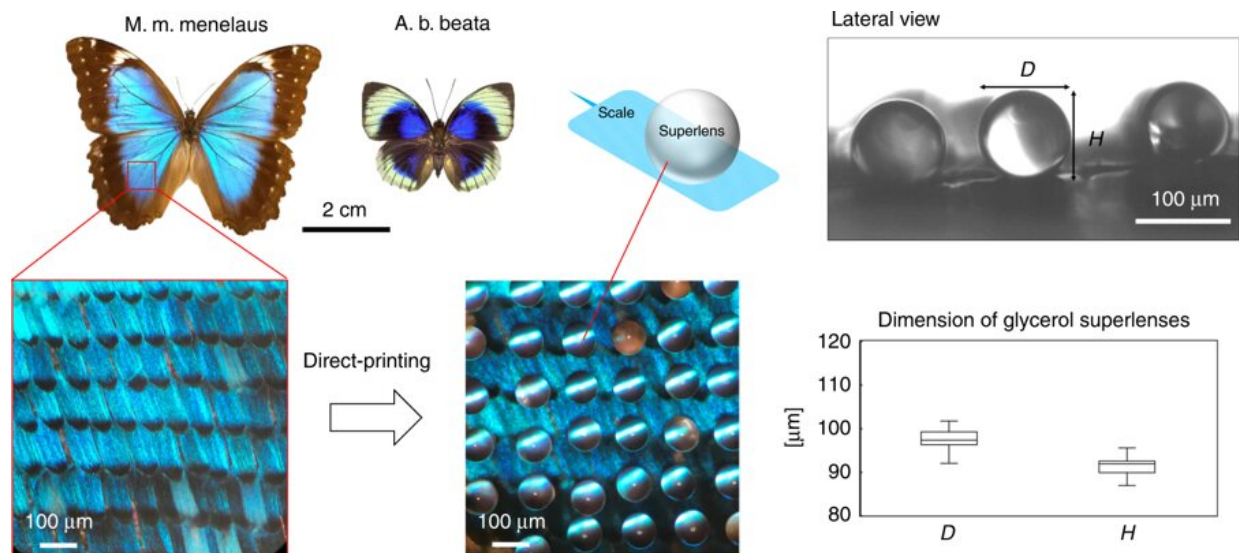 M. m. menelaus
A. b. beata
2 cm
Scale
Superlens
Lateral view
D
H
100 μm
Direct-printing
100 μm
100 μm
Dimension of glycerol superlenses
120
110
100
90
80
[μm]
D
H